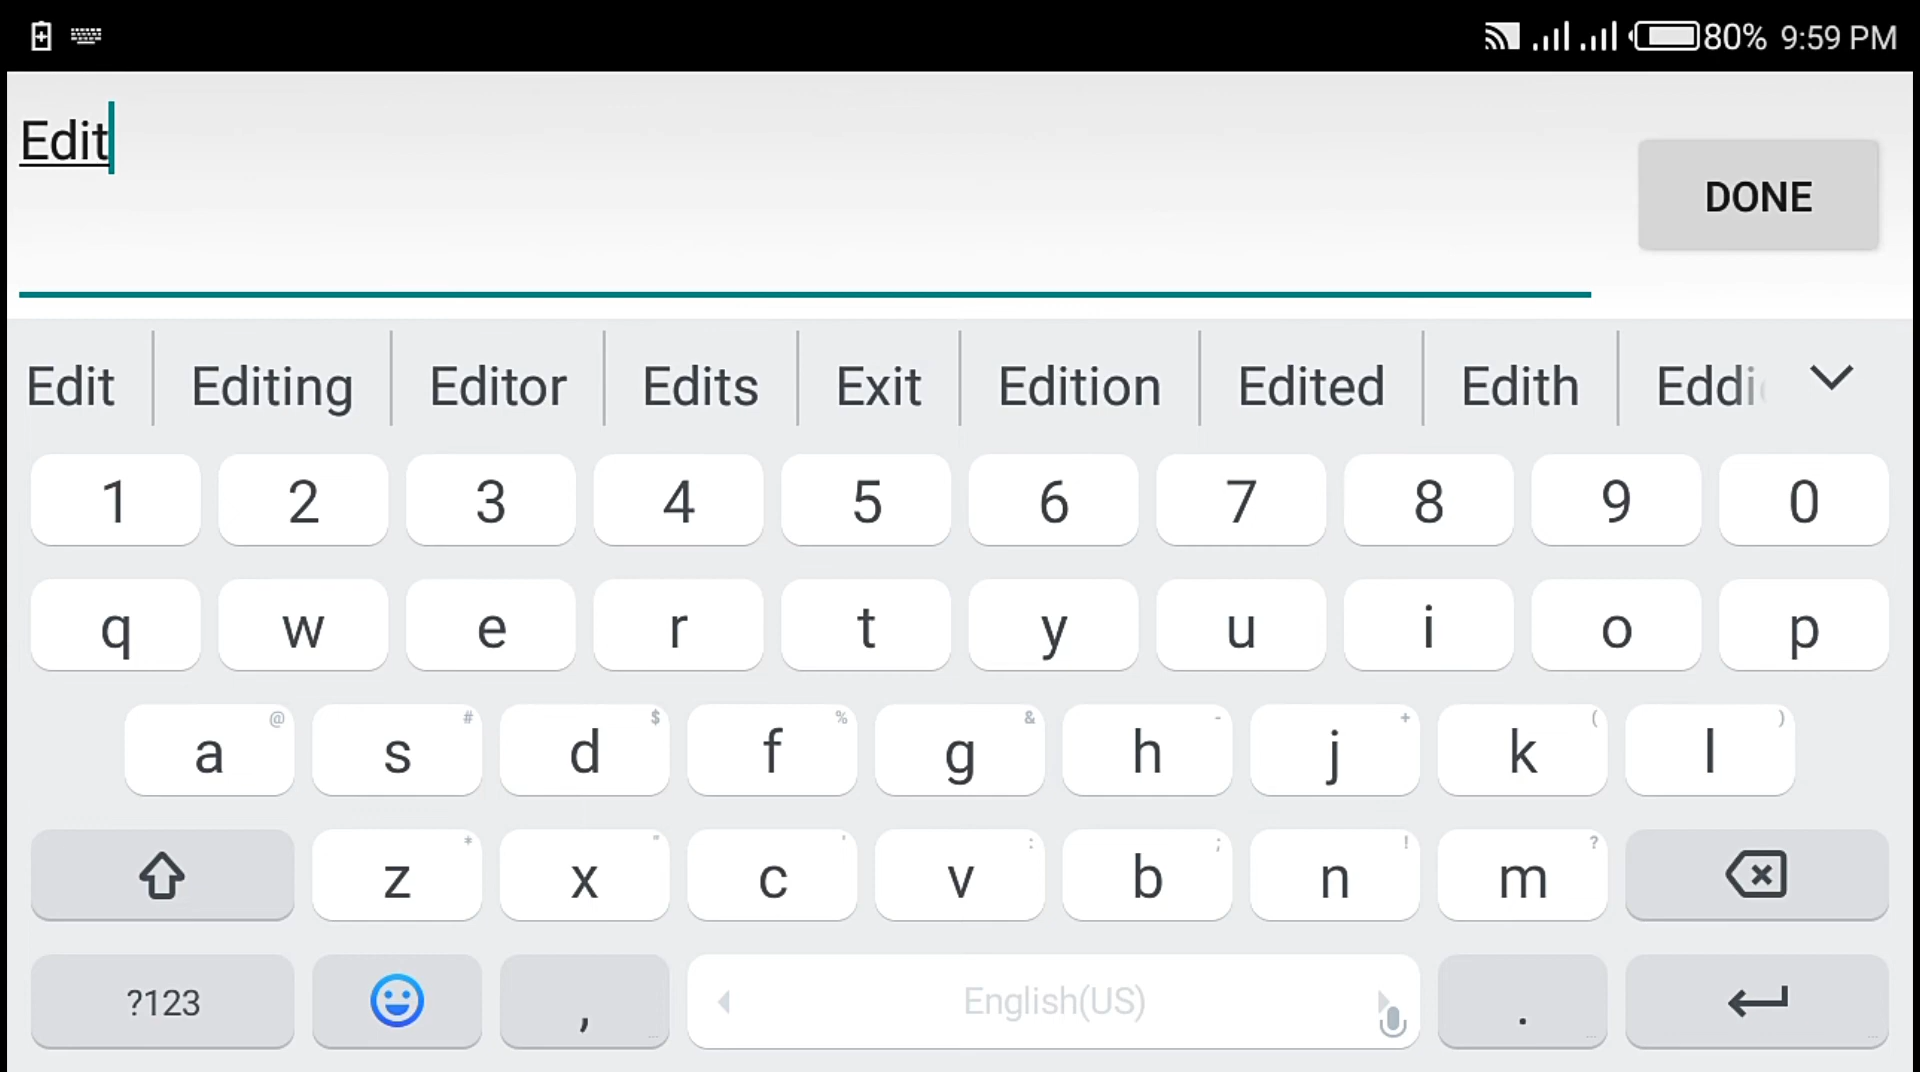 80% 9:59 PM
Edit
DONE
Edit Editing Editor Edits Exit Edition Edited Edith
1 2 3 4 5 6 7 8 9 0
q w e r t y u i o p
@ # $ % & - + ( )
a s d f g h j k l
* " ' : ; ! ?
z x c v b n m
?123 , English(US) .